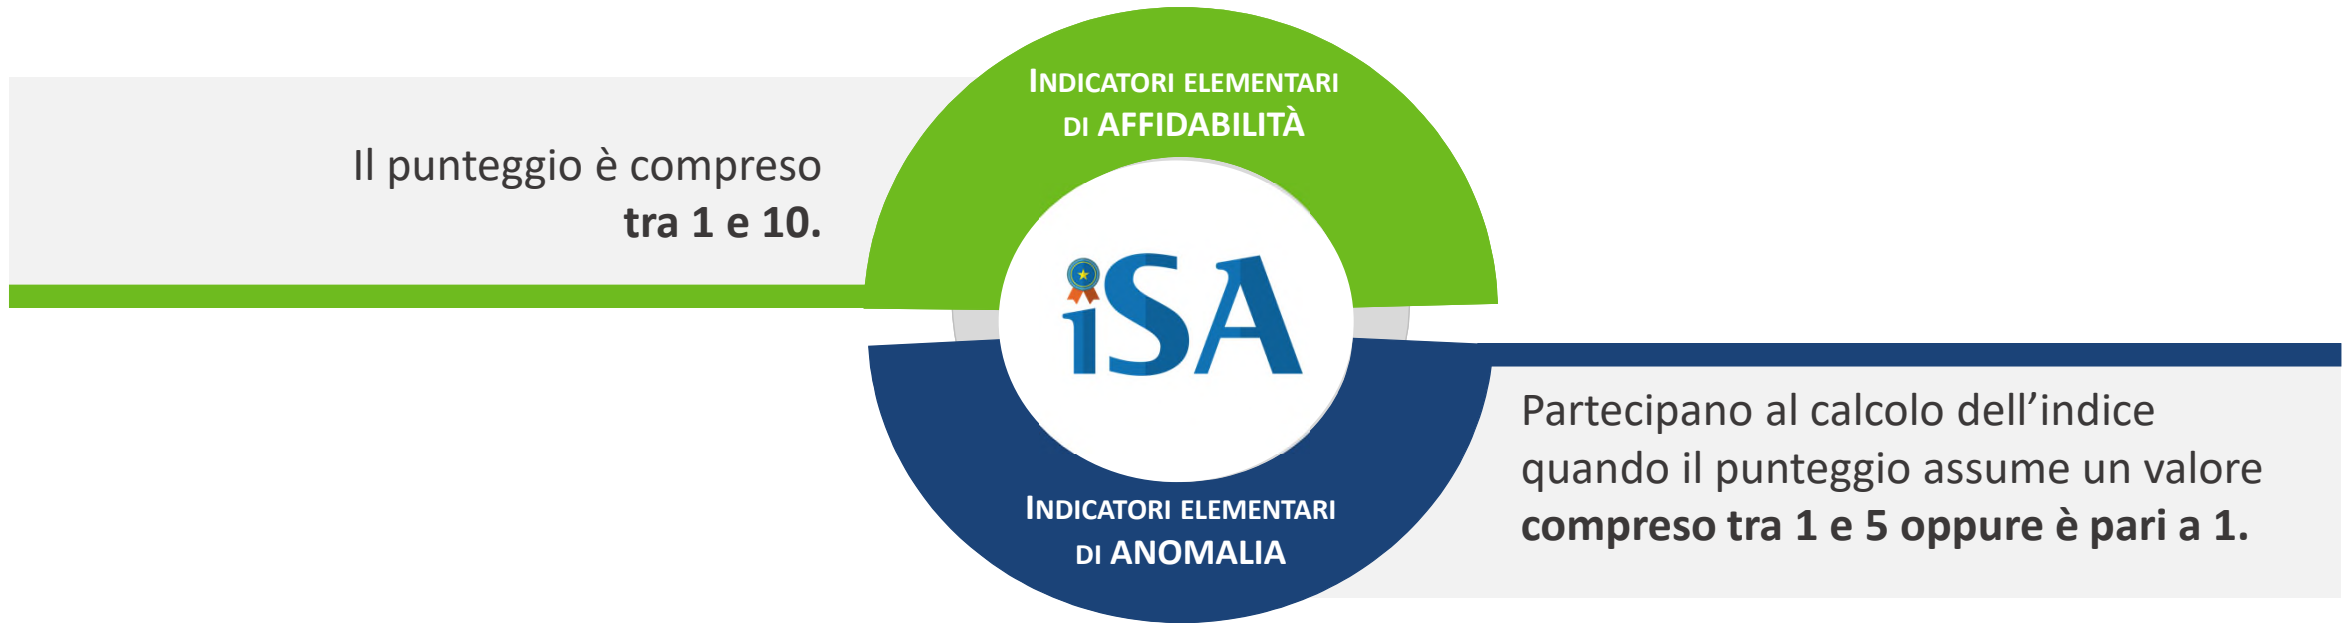 INDICATORI ELEMENTARI
DI AFFIDABILITÀ
Il punteggio è compreso
tra 1 e 10.
iSA
Partecipano al calcolo dell’indice
quando il punteggio assume un valore
compreso tra 1 e 5 oppure è pari a 1.
INDICATORI ELEMENTARI
DI ANOMALIA